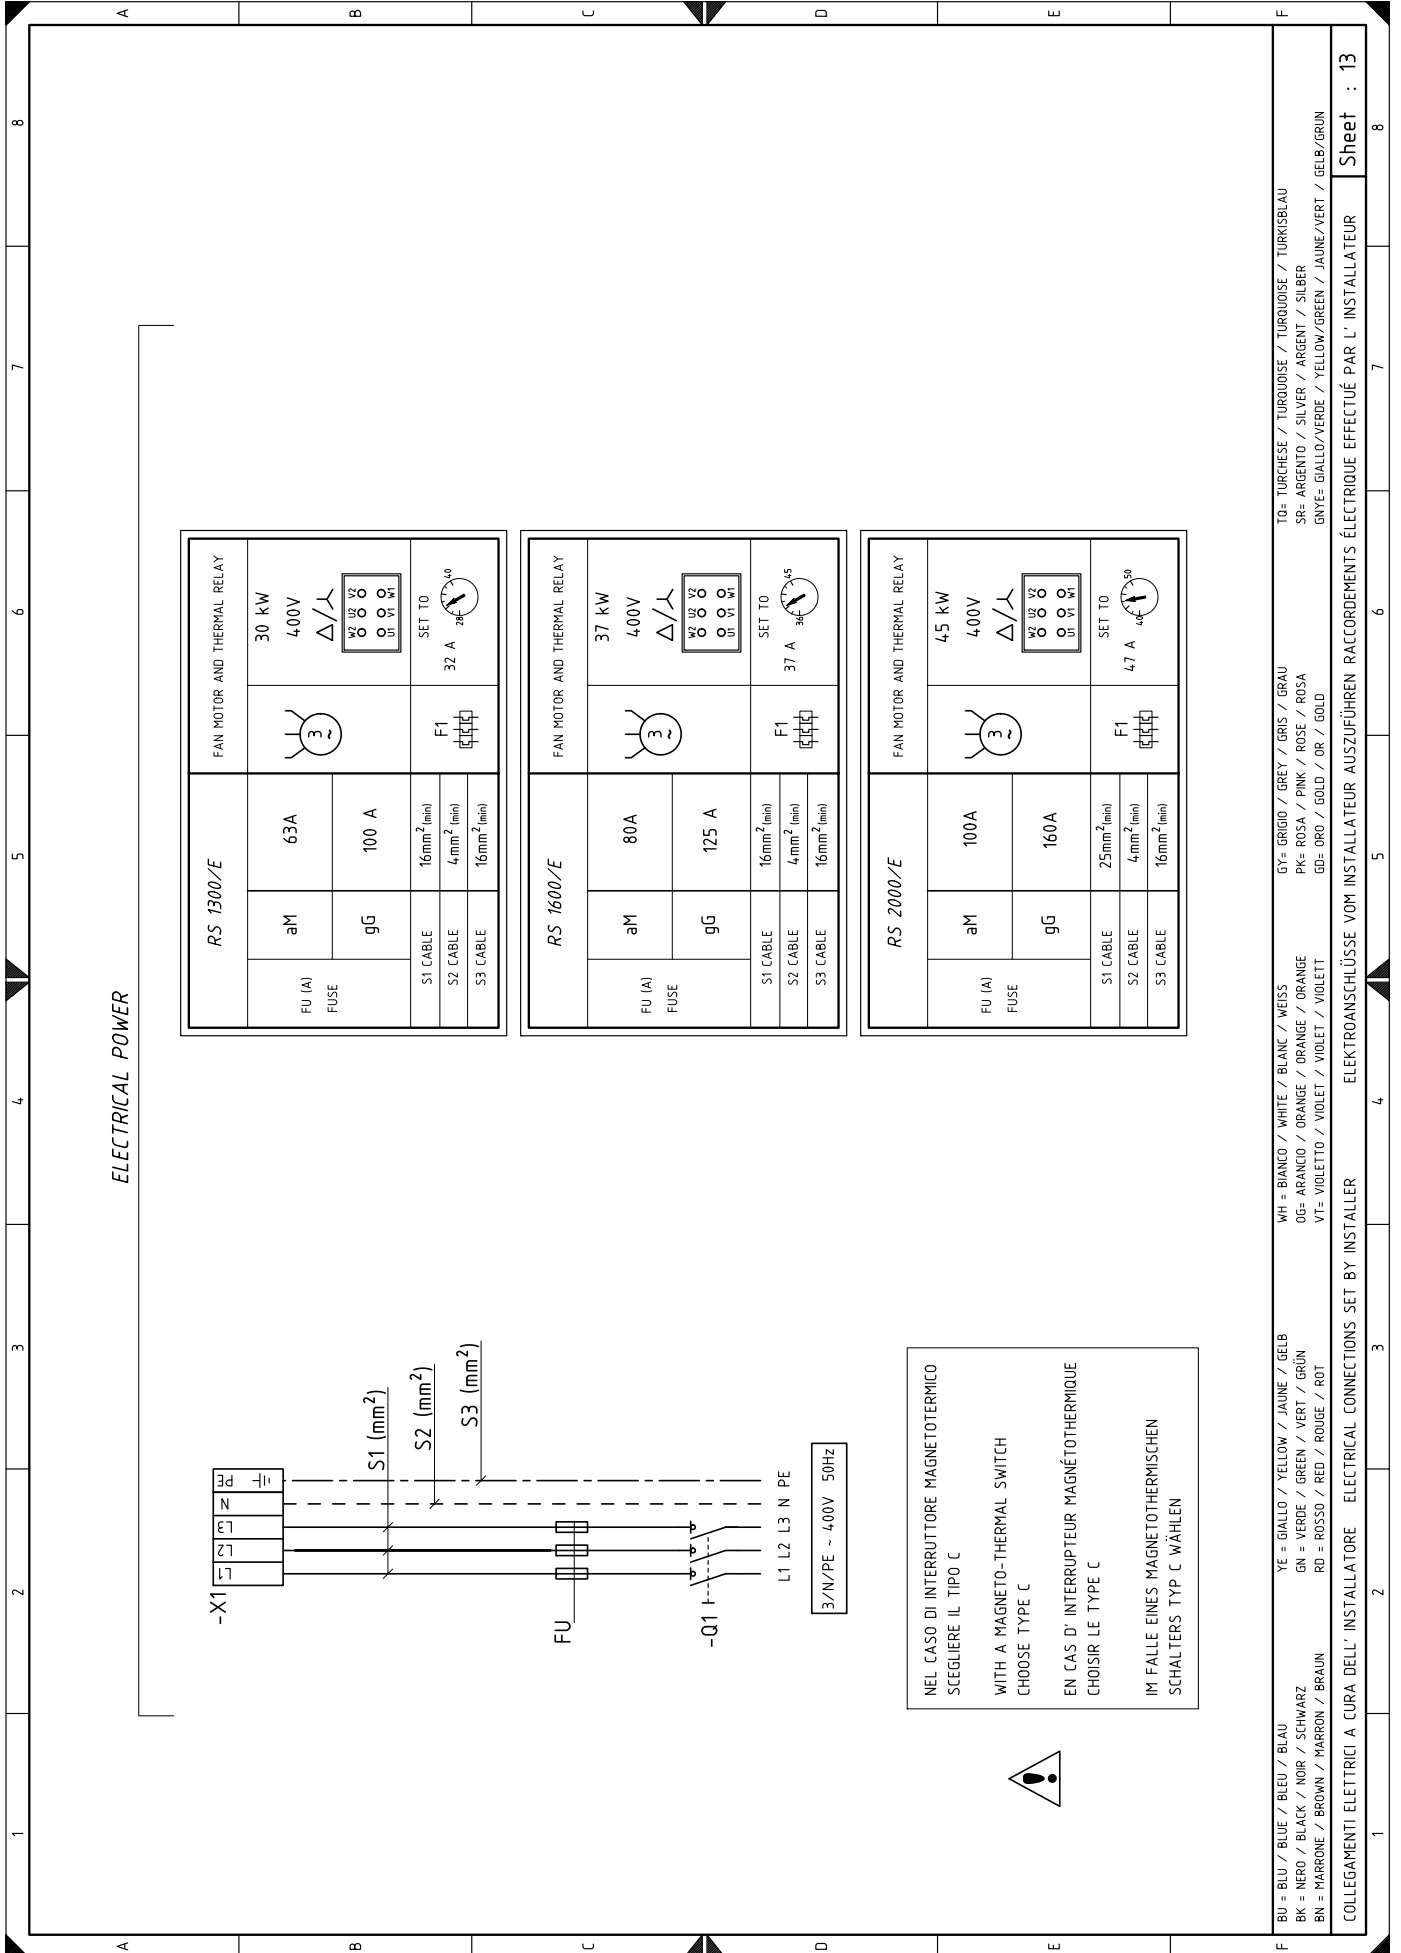 1 2 3 4 5 6 7 8
A
B
C
D
E
F
ELECTRICAL POWER
-X1
L1 L2 L3 N PE
S1 (mm²)
S2 (mm²)
S3 (mm²)
FU
-Q1
L1 L2 L3 N PE
3/N/PE ~ 400V 50Hz
RS 1300/E
FAN MOTOR AND THERMAL RELAY
FU (A)
FUSE
aM
63A
gG
100 A
3
~
30 kW
400V
W2 U2 V2
U1 V1 W1
S1 CABLE
16mm² (min)
S2 CABLE
4mm² (min)
S3 CABLE
16mm² (min)
F1
SET TO
32 A
28
40
RS 1600/E
FAN MOTOR AND THERMAL RELAY
FU (A)
FUSE
aM
80A
gG
125 A
3
~
37 kW
400V
W2 U2 V2
U1 V1 W1
S1 CABLE
16mm² (min)
S2 CABLE
4mm² (min)
S3 CABLE
16mm² (min)
F1
SET TO
37 A
36
45
RS 2000/E
FAN MOTOR AND THERMAL RELAY
FU (A)
FUSE
aM
100A
gG
160A
3
~
45 kW
400V
W2 U2 V2
U1 V1 W1
S1 CABLE
25mm² (min)
S2 CABLE
4mm² (min)
S3 CABLE
16mm² (min)
F1
SET TO
47 A
40
50
NEL CASO DI INTERRUTTORE MAGNETOTERMICO
SCEGLIERE IL TIPO C
WITH A MAGNETO-THERMAL SWITCH
CHOOSE TYPE C
EN CAS D' INTERRUPTEUR MAGNÉTOTHERMIQUE
CHOISIR LE TYPE C
IM FALLE EINES MAGNETOTHERMISCHEN
SCHALTERS TYP C WÄHLEN
BU = BLU / BLUE / BLEU / BLAU
BK = NERO / BLACK / NOIR / SCHWARZ
BN = MARRONE / BROWN / MARRON / BRAUN
YE = GIALLO / YELLOW / JAUNE / GELB
GN = VERDE / GREEN / VERT / GRÜN
RD = ROSSO / RED / ROUGE / ROT
WH = BIANCO / WHITE / BLANC / WEISS
OG= ARANCIO / ORANGE / ORANGE / ORANGE
VT= VIOLETTO / VIOLET / VIOLET / VIOLETT
GY= GRIGIO / GREY / GRIS / GRAU
PK= ROSA / PINK / ROSE / ROSA
GD= ORO / GOLD / OR / GOLD
TQ= TURCHESE / TURQUOISE / TURQUOISE / TURKISBLAU
SR= ARGENTO / SILVER / ARGENT / SILBER
GNYE= GIALLO/VERDE / YELLOW/GREEN / JAUNE/VERT / GELB/GRUN
COLLEGAMENTI ELETTRICI A CURA DELL' INSTALLATORE ELECTRICAL CONNECTIONS SET BY INSTALLER ELEKTROANSCHLÜSSE VOM INSTALLATEUR AUSZUFÜHREN RACCORDEMENTS ÉLECTRIQUE EFFECTUÉ PAR L' INSTALLATEUR
Sheet : 13
A
B
C
D
E
F
1 2 3 4 5 6 7 8